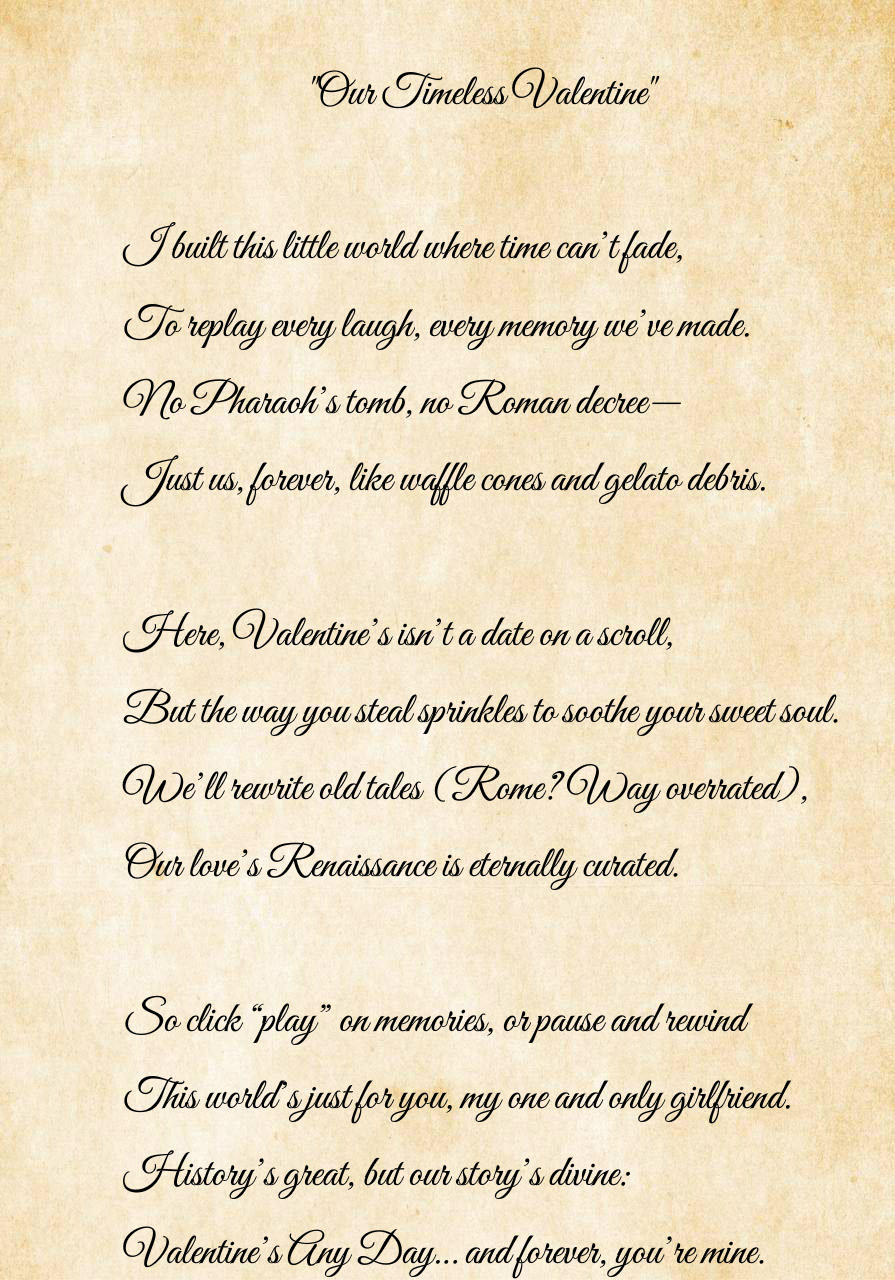 "Our Timeless Valentine"
I built this little world where time can’t fade,
To replay every laugh, every memory we’ve made.
No Pharaoh’s tomb, no Roman decree—
Just us, forever, like waffle cones and gelato debris.
Here, Valentine’s isn’t a date on a scroll,
But the way you steal sprinkles to soothe your sweet soul.
We’ll rewrite old tales (Rome? Way overrated),
Our love’s Renaissance is eternally curated.
So click “play” on memories, or pause and rewind
This world’s just for you, my one and only girlfriend.
History’s great, but our story’s divine:
Valentine’s Any Day... and forever, you’re mine.